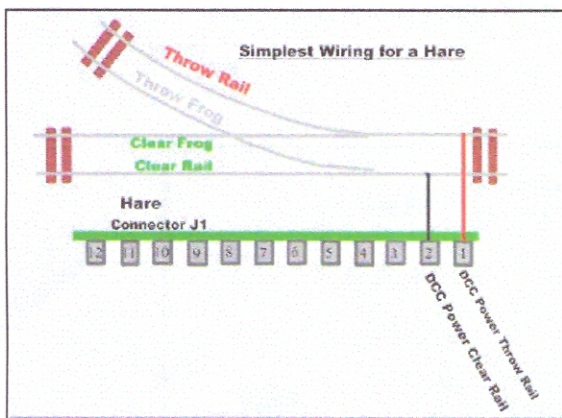 Simplest Wiring for a Hare
Throw Rail
Throw Frog
Clear Frog
Clear Rail
Hare
Connector J1
12 11 10 9 8 7 6 5 4 3 2 1
DCC Power Clear Rail
DCC Power Throw Rail